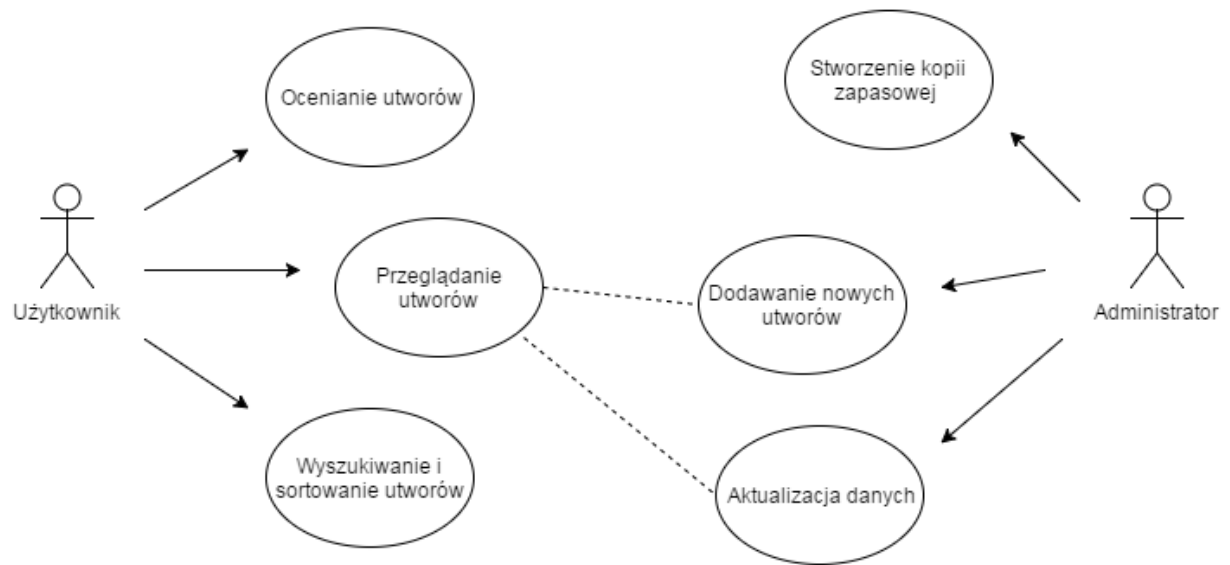 Ocenianie utworów
Stworzenie kopii
zapasowej
Użytkownik
Przeglądanie
utworów
Dodawanie nowych
utworów
Administrator
Wyszukiwanie i
sortowanie utworów
Aktualizacja danych